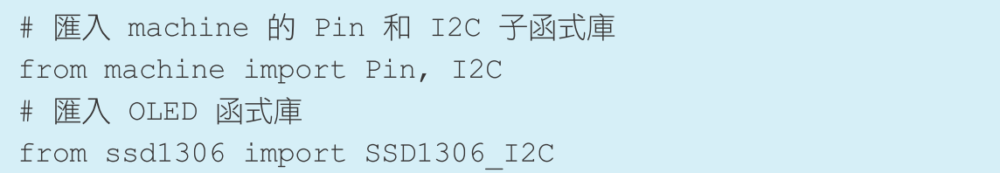 # 匯入 machine 的 Pin 和 I2C 子函式庫
from machine import Pin, I2C
# 匯入 OLED 函式庫
from ssd1306 import SSD1306_I2C